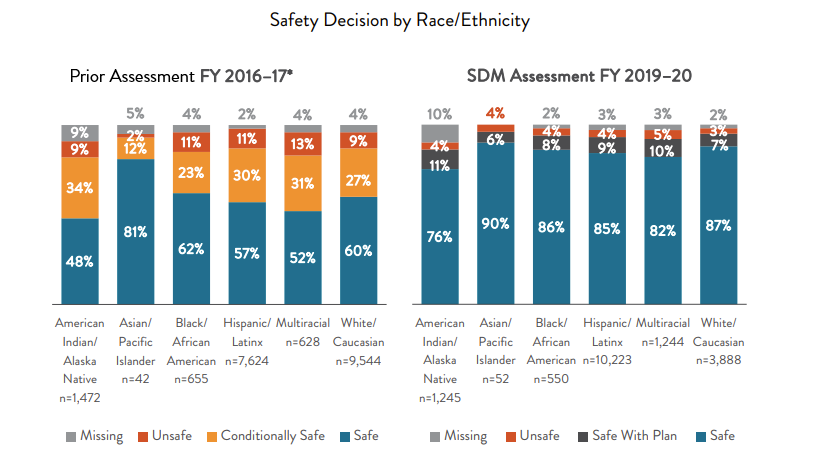 Safety Decision by Race/Ethnicity
Prior Assessment FY 2016–17*
5% 4% 2% 4% 4%
9% 2% 11% 11% 13% 9%
9% 12%
34% 23% 30% 31% 27%
48% 81% 62% 57% 52% 60%
American Asian/ Black/ Hispanic/ Multiracial White/
Indian/ Pacific African Latinx n=628 Caucasian
Alaska Islander American n=7,624 n=9,544
Native n=42 n=655
n=1,472
Missing Unsafe Conditionally Safe Safe
SDM Assessment FY 2019–20
10% 4% 2% 3% 3% 2%
4% 4% 4% 5% 3%
11% 6% 8% 9% 10% 7%
76% 90% 86% 85% 82% 87%
American Asian/ Black/ Hispanic/ Multiracial White/
Indian/ Pacific African Latinx n=1,244 Caucasian
Alaska Islander American n=10,223 n=3,888
Native n=52 n=550
n=1,245
Missing Unsafe Safe With Plan Safe